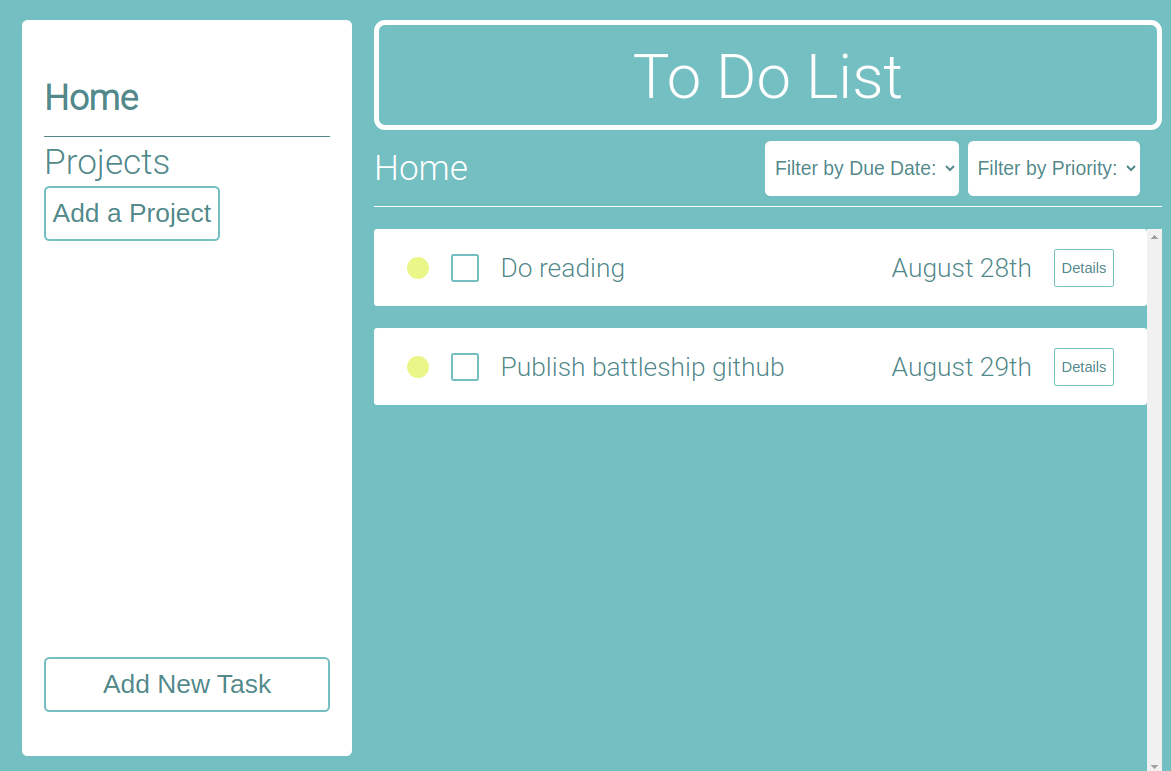 Home
Projects
Add a Project
Add New Task
To Do List
Home
Filter by Due Date:
Filter by Priority:
Do reading
August 28th
Details
Publish battleship github
August 29th
Details